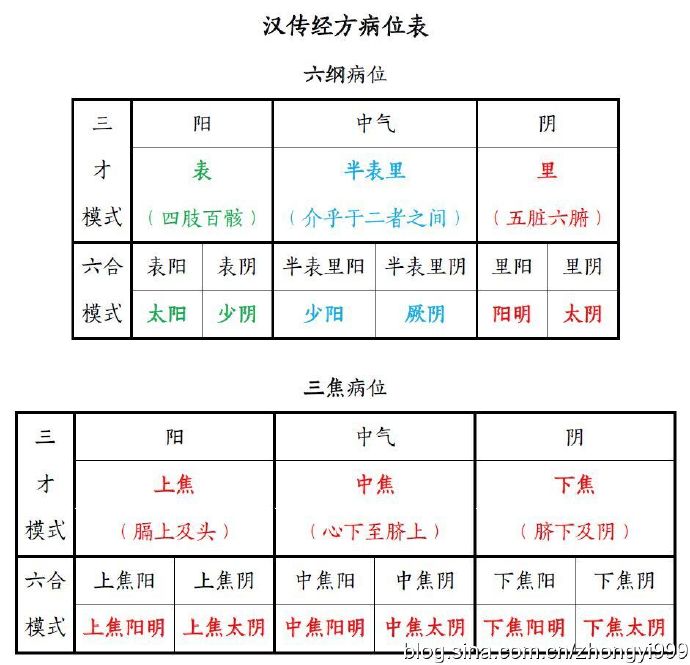 汉传经方病位表
六纲病位
三 阳 中气 阴
才 表 半表里 里
模式 （四肢百骸） （介乎于二者之间） （五脏六腑）
六合 表阳 表阴 半表里阳 半表里阴 里阳 里阴
模式 太阳 少阴 少阳 厥阴 阳明 太阴
三焦病位
三 阳 中气 阴
才 上焦 中焦 下焦
模式 （膈上及头） （心下至脐上） （脐下及阴）
六合 上焦阳 上焦阴 中焦阳 中焦阴 下焦阳 下焦阴
模式 上焦阳明 上焦太阴 中焦阳明 中焦太阴 下焦阳明 下焦太阴
blog.sina.com.cn/zhongyi999